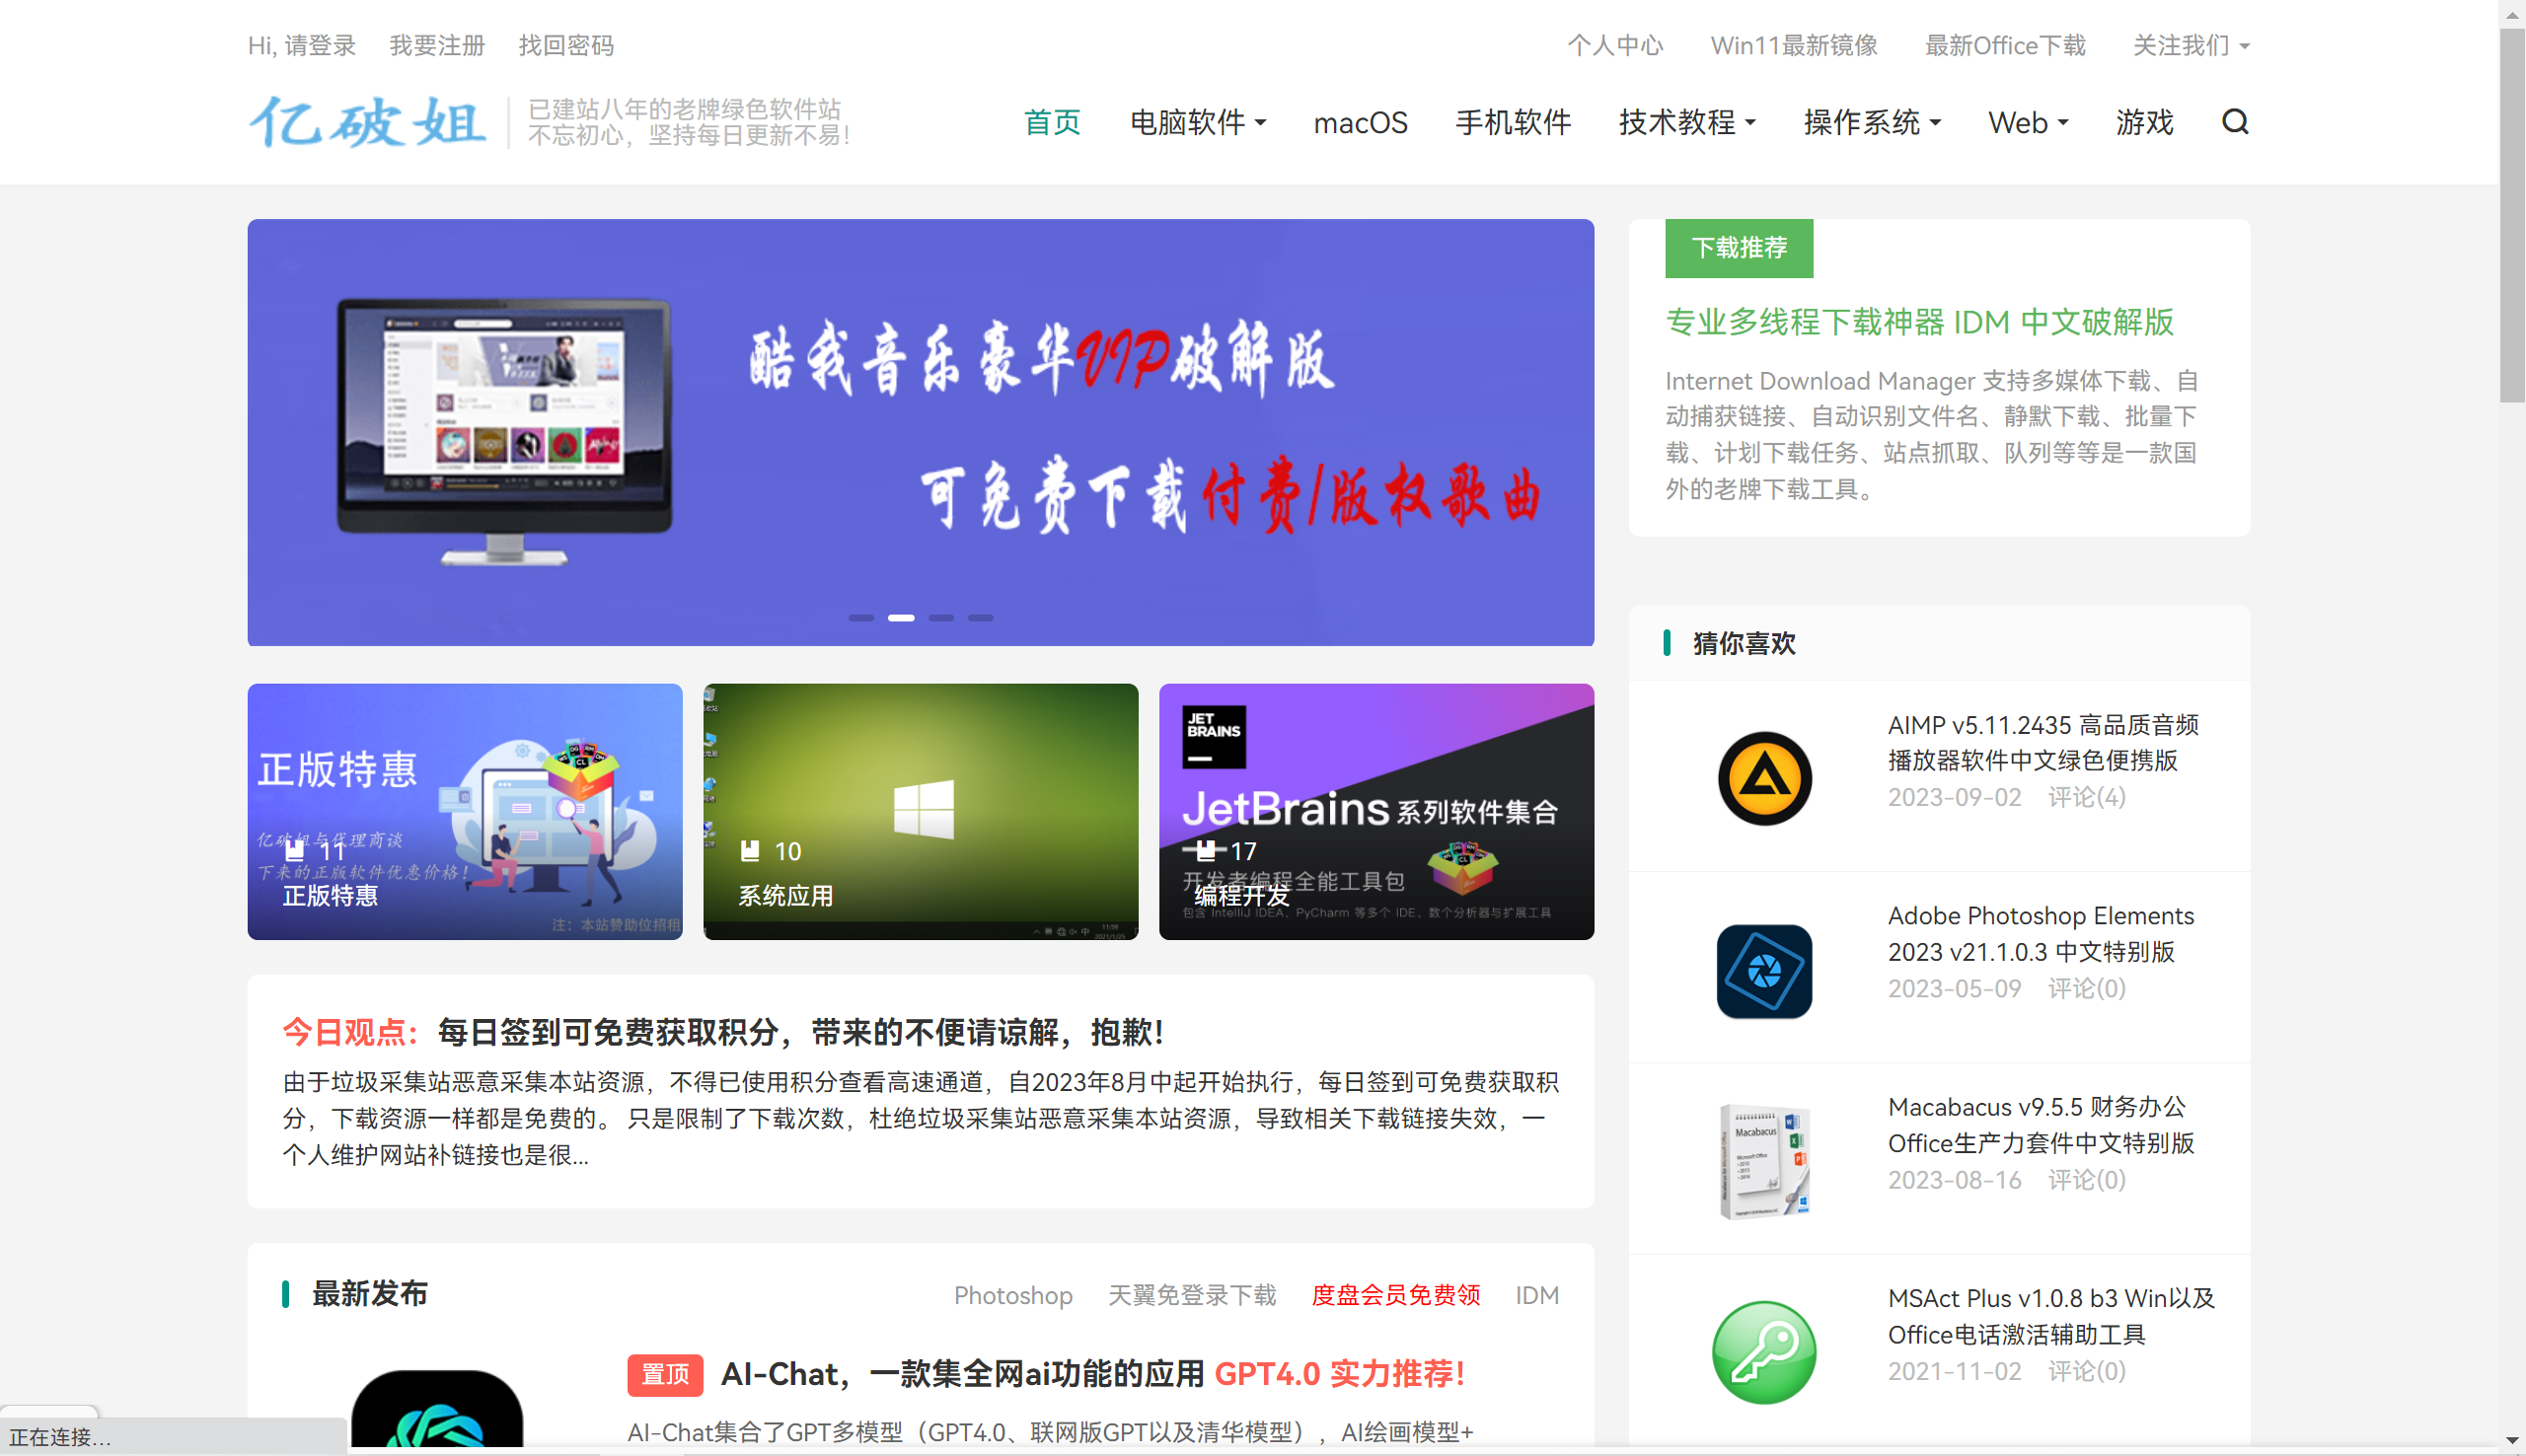 Hi, 请登录 我要注册 找回密码
个人中心 Win11最新镜像 最新Office下载 关注我们
亿破姐
已建站八年的老牌绿色软件站
不忘初心，坚持每日更新不易！
首页 电脑软件 macOS 手机软件 技术教程 操作系统 Web 游戏
酷我音乐豪华VIP破解版
可免费下载付费/版权歌曲
下载推荐
专业多线程下载神器 IDM 中文破解版
Internet Download Manager 支持多媒体下载、自
动捕获链接、自动识别文件名、静默下载、批量下
载、计划下载任务、站点抓取、队列等等是一款国
外的老牌下载工具。
正版特惠
亿破姐与代理商谈
下来的正版软件优惠价格！
11
正版特惠
注：本站赞助位招租
10
系统应用
11:59
2021/1/25
JET
BRAINS
JetBrains 系列软件集合
17
开发者编程全能工具包
编程开发
包含 IntelliJ IDEA、PyCharm 等多个 IDE、数个分析器与扩展工具
今日观点：每日签到可免费获取积分，带来的不便请谅解，抱歉！
由于垃圾采集站恶意采集本站资源，不得已使用积分查看高速通道，自2023年8月中起开始执行，每日签到可免费获取积
分，下载资源一样都是免费的。 只是限制了下载次数，杜绝垃圾采集站恶意采集本站资源，导致相关下载链接失效，一
个人维护网站补链接也是很...
最新发布
Photoshop 天翼免登录下载 度盘会员免费领 IDM
置顶 AI-Chat，一款集全网ai功能的应用 GPT4.0 实力推荐！
AI-Chat集合了GPT多模型（GPT4.0、联网版GPT以及清华模型），AI绘画模型+
猜你喜欢
AIMP v5.11.2435 高品质音频
播放器软件中文绿色便携版
2023-09-02 评论(4)
Adobe Photoshop Elements
2023 v21.1.0.3 中文特别版
2023-05-09 评论(0)
Macabacus
Macabacus v9.5.5 财务办公
Office生产力套件中文特别版
2023-08-16 评论(0)
MSAct Plus v1.0.8 b3 Win以及
Office电话激活辅助工具
2021-11-02 评论(0)
正在连接...